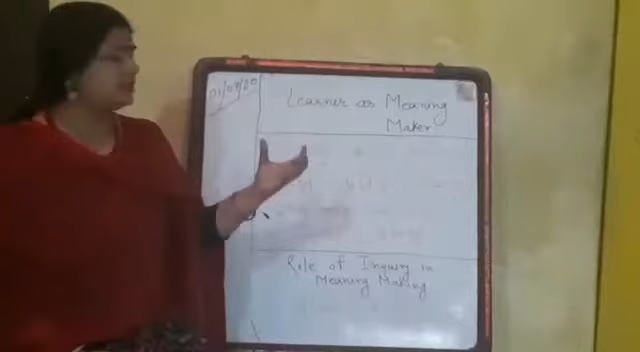 01/09/20
Learner as Meaning
Maker
Role of Inquiry in
Meaning Making